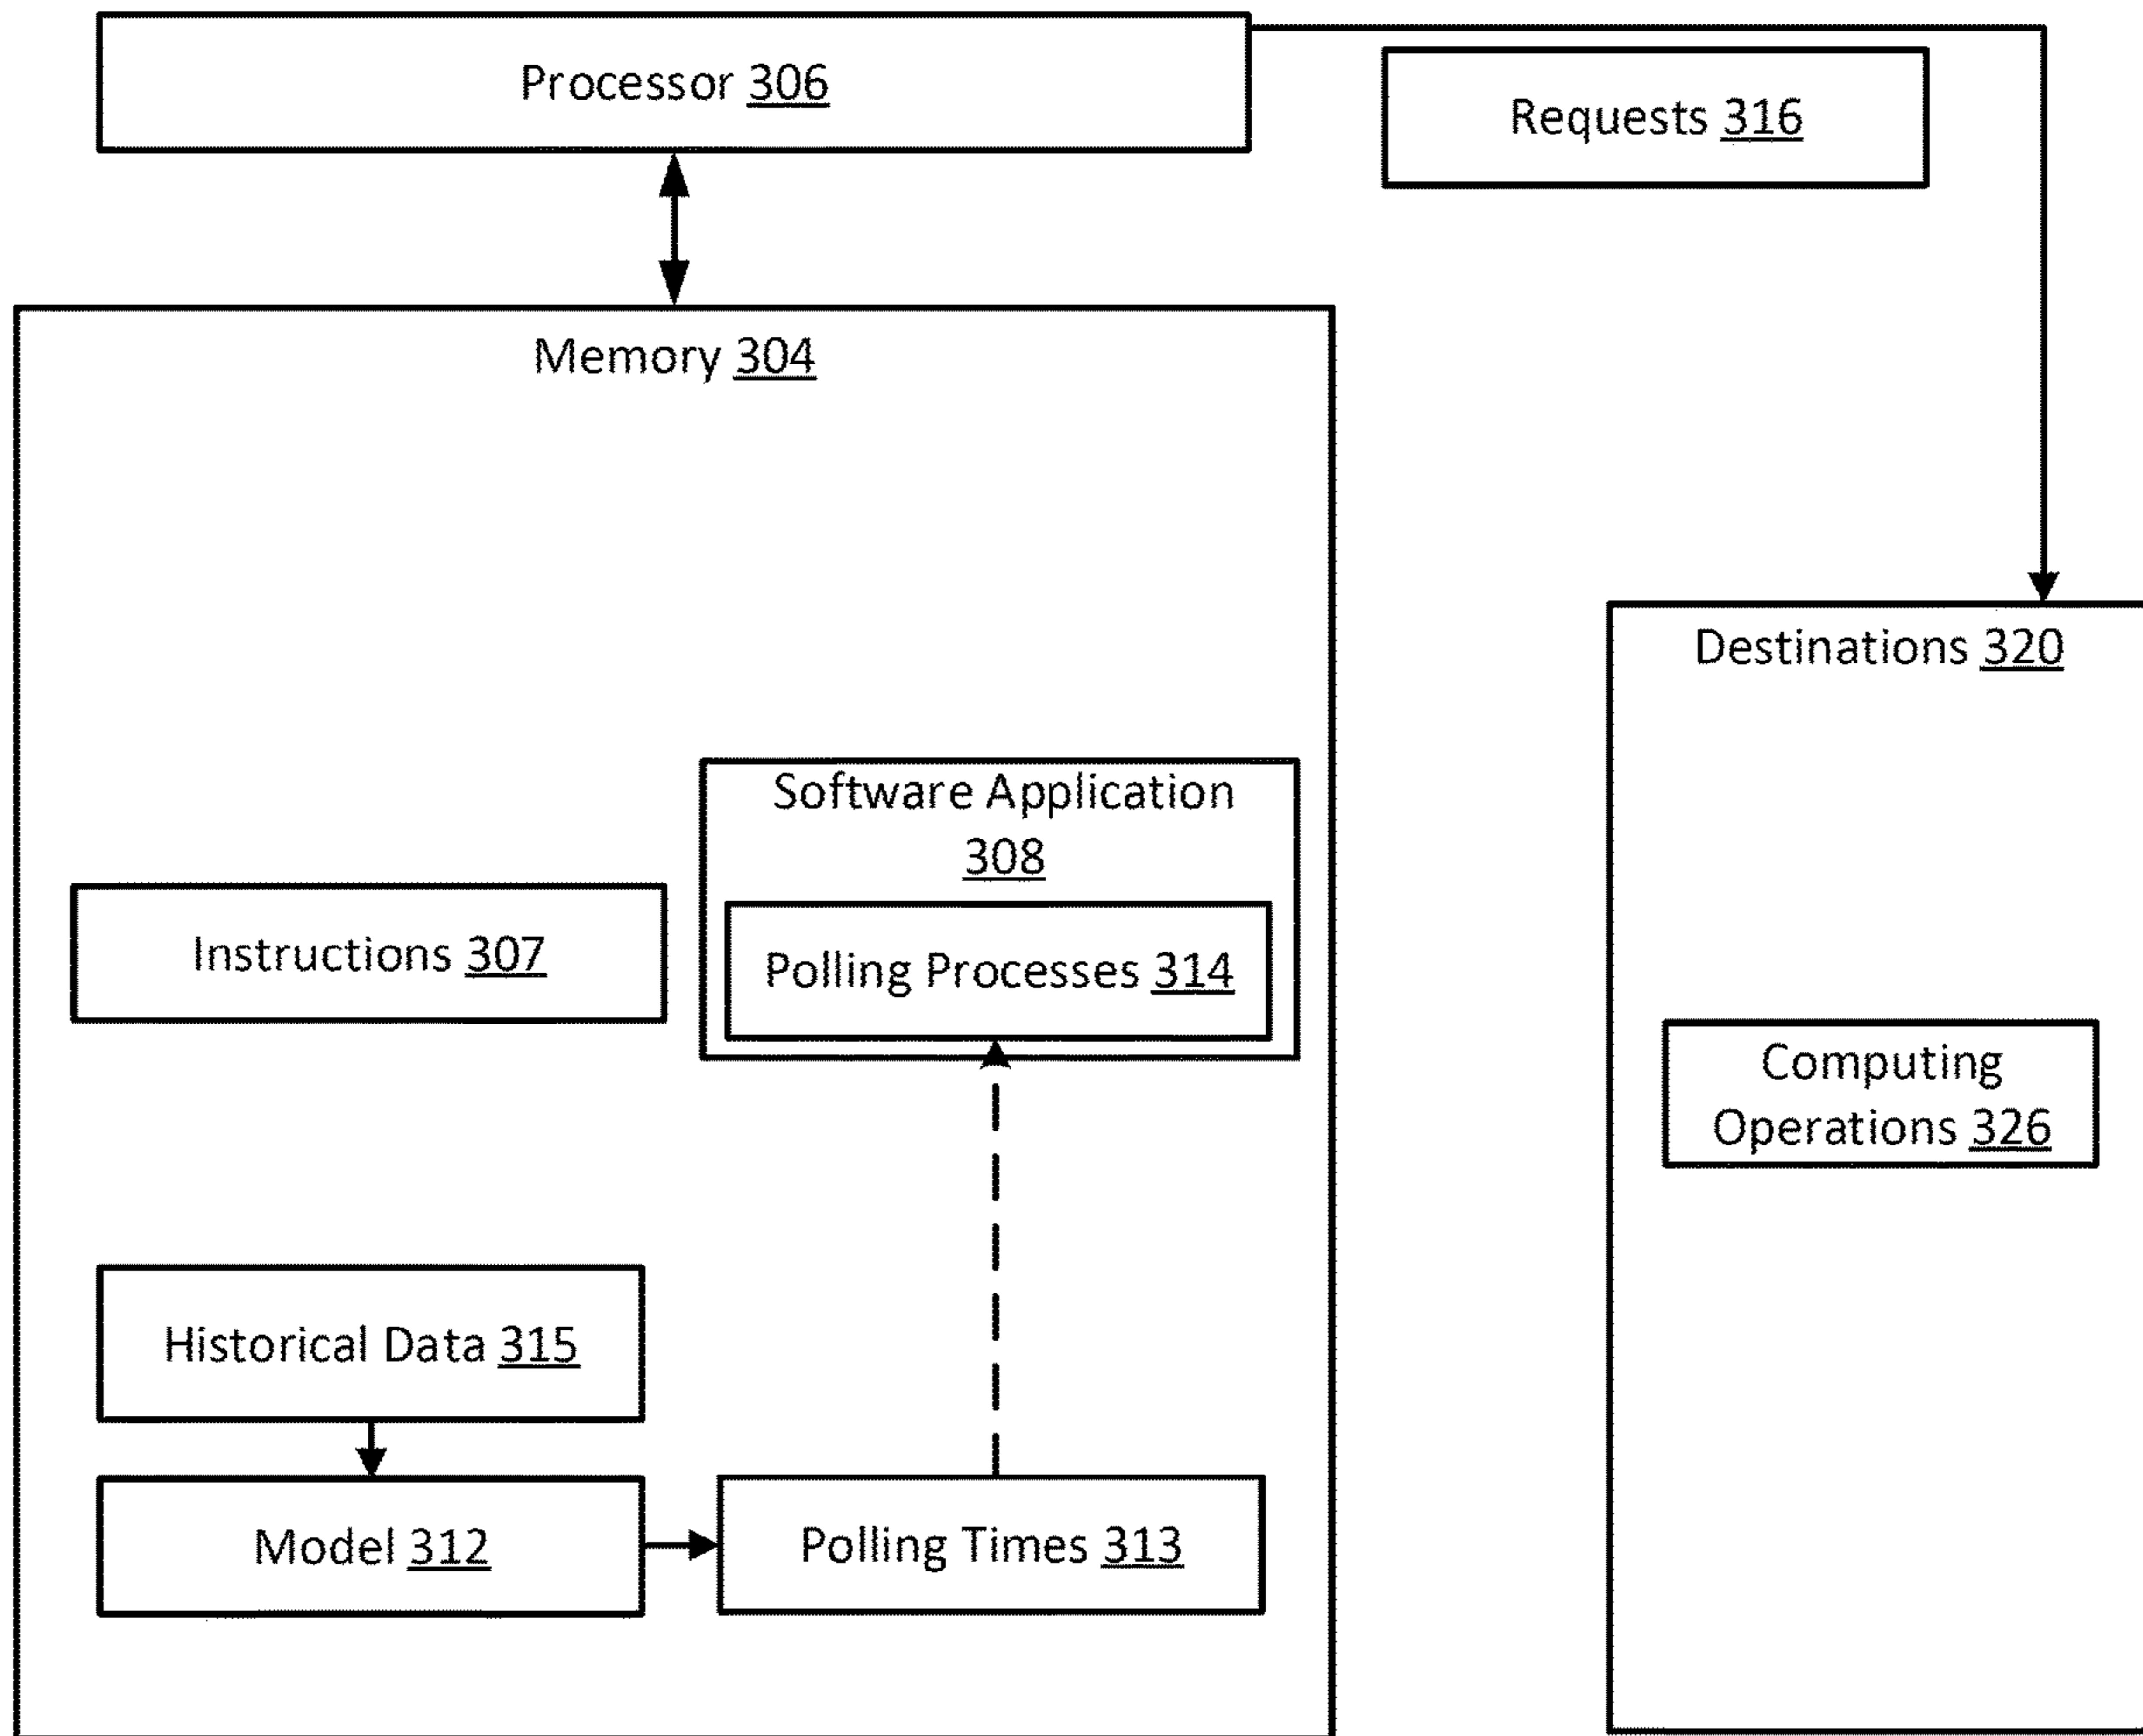 Processor 306
Requests 316
Memory 304
Destinations 320
Software Application
308
Instructions 307
Polling Processes 314
Computing
Operations 326
Historical Data 315
Model 312
Polling Times 313